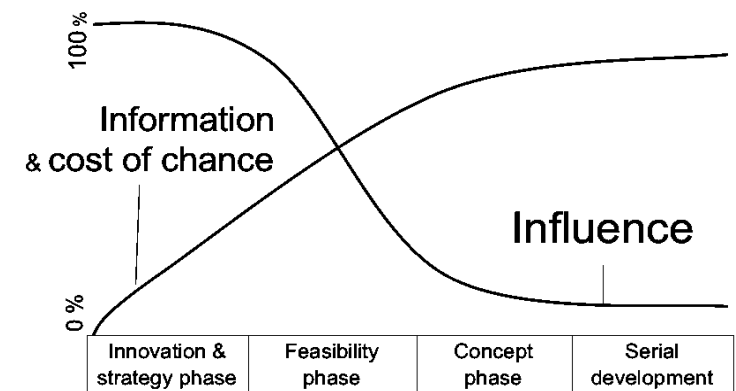 100 %
Information
& cost of chance
Influence
0 %
Innovation &
strategy phase
Feasibility
phase
Concept
phase
Serial
development